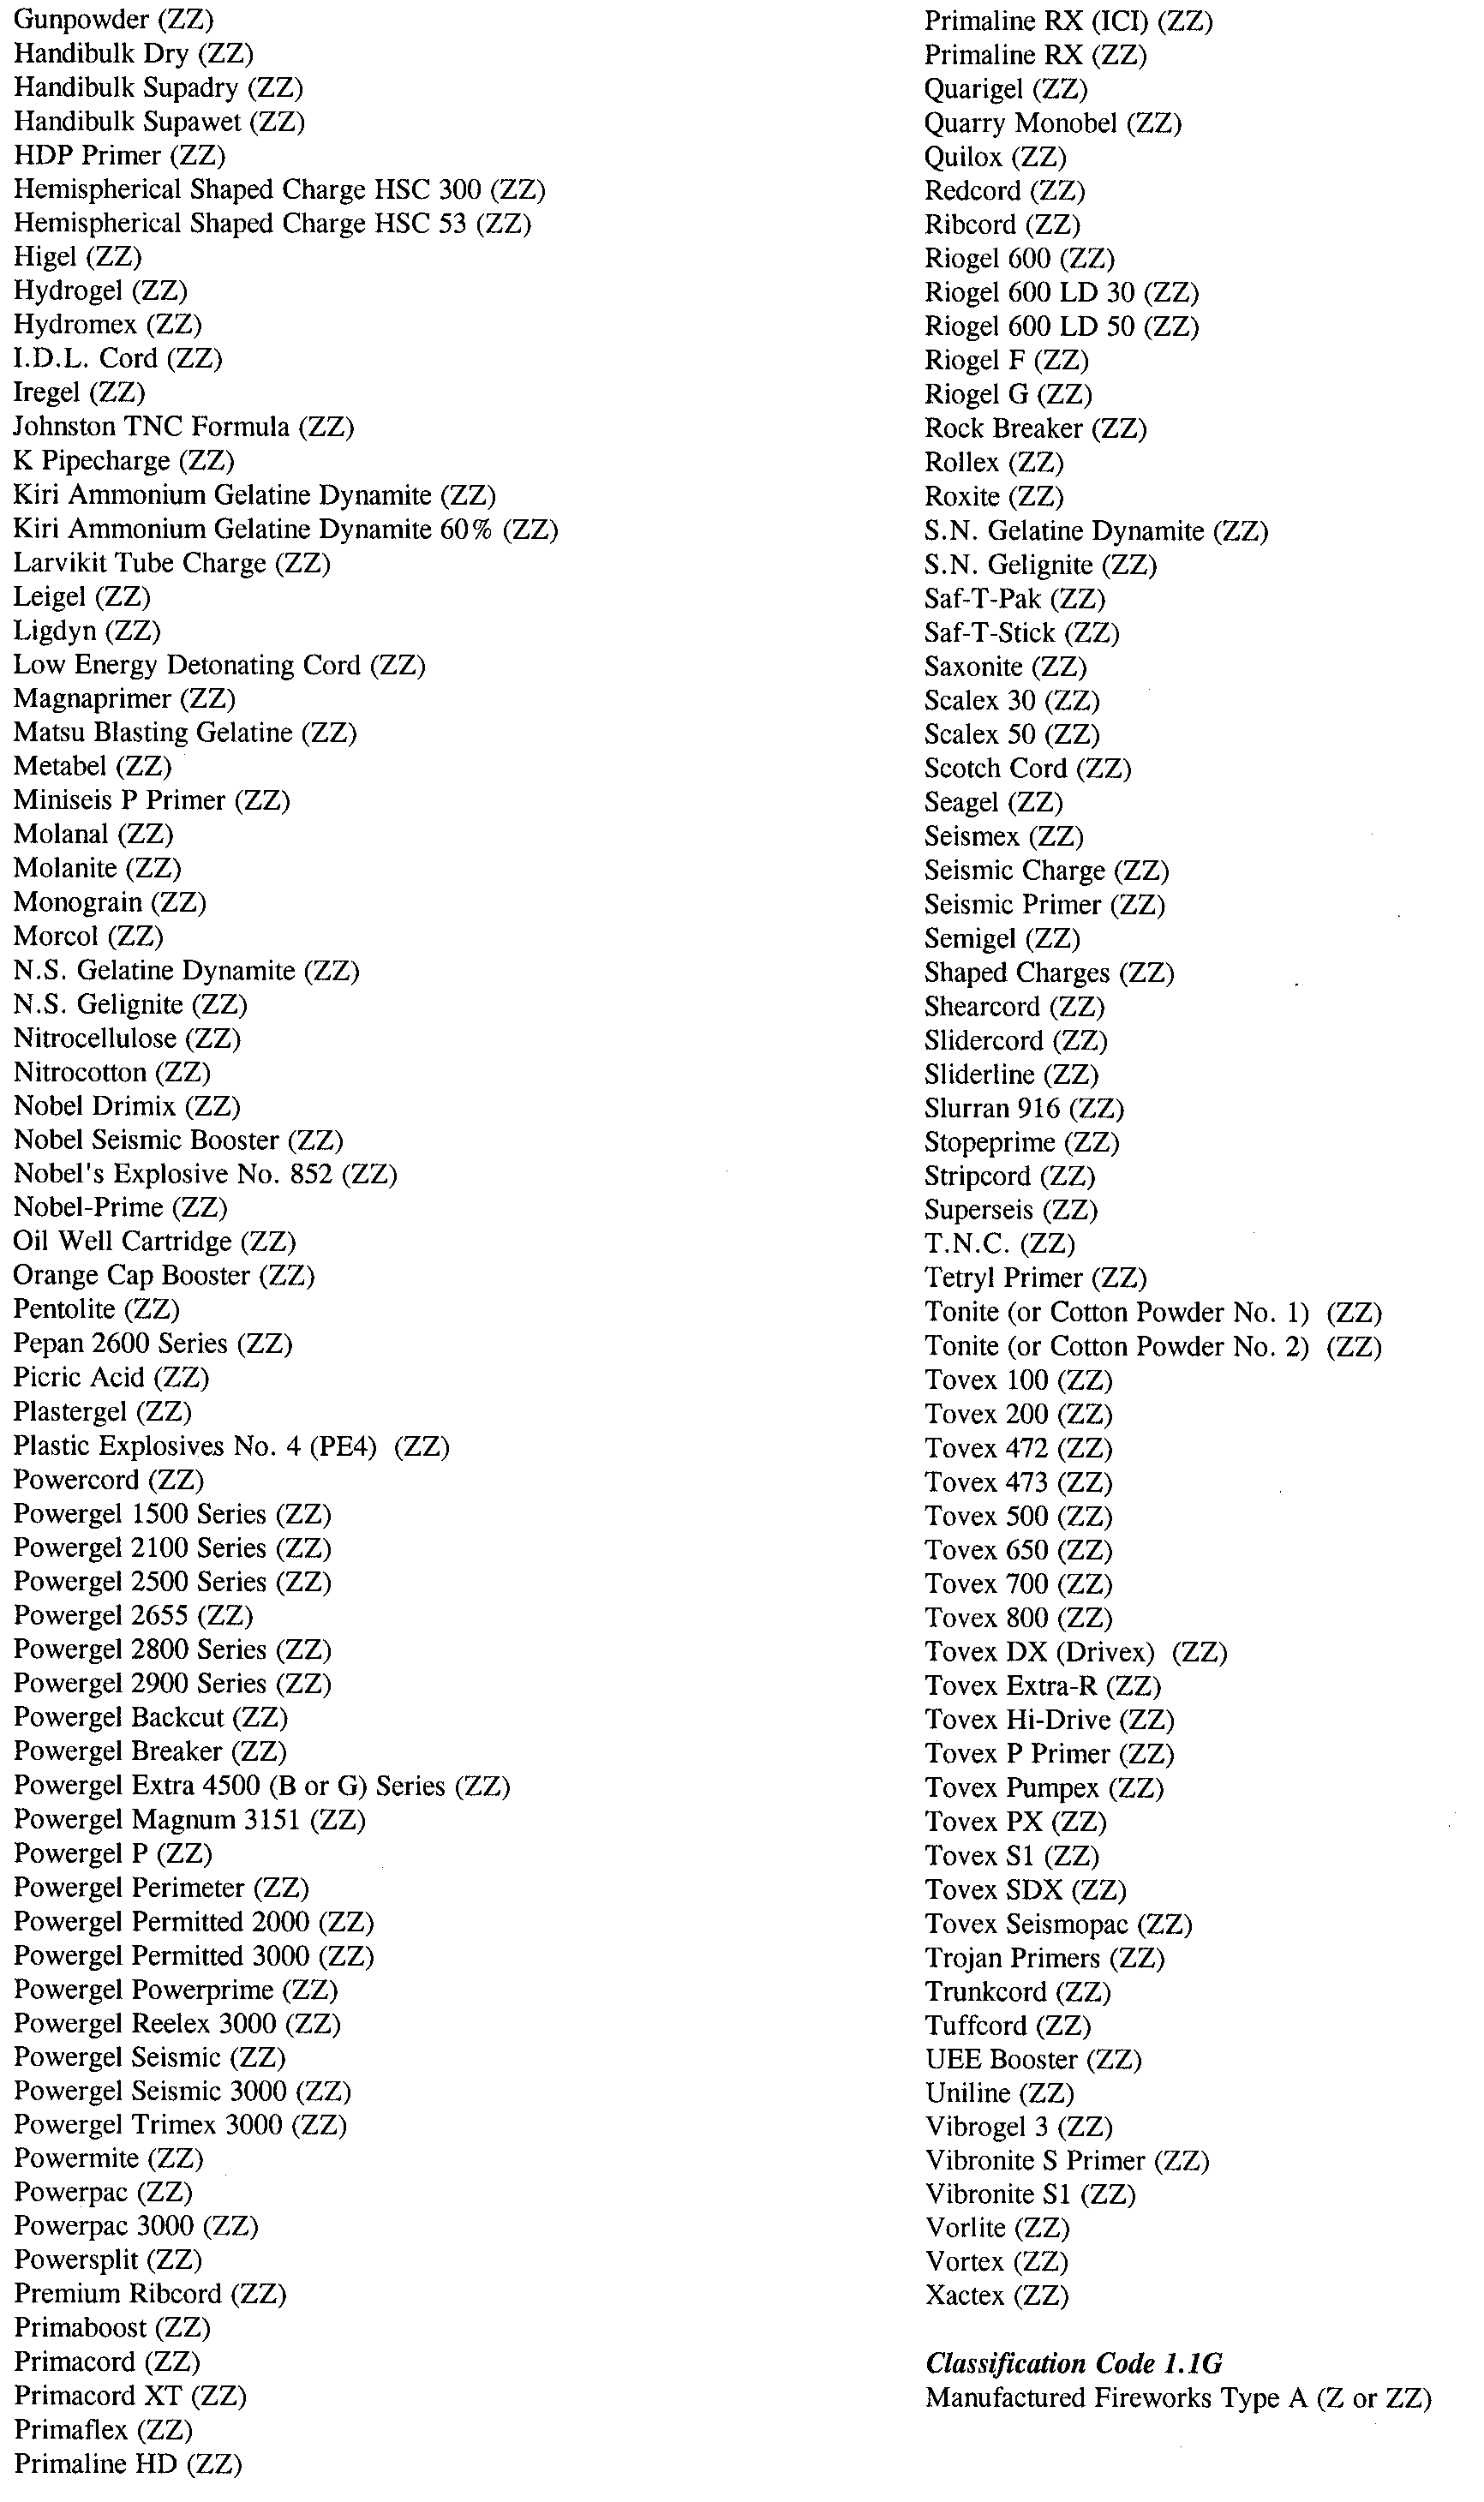 Gunpowder (ZZ)
Handibulk Dry (ZZ)
Handibulk Supadry (ZZ)
Handibulk Supawet (ZZ)
HDP Primer (ZZ)
Hemispherical Shaped Charge HSC 300 (ZZ)
Hemispherical Shaped Charge HSC 53 (ZZ)
Higel (ZZ)
Hydrogel (ZZ)
Hydromex (ZZ)
I.D.L. Cord (ZZ)
Iregel (ZZ)
Johnston TNC Formula (ZZ)
K Pipecharge (ZZ)
Kiri Ammonium Gelatine Dynamite (ZZ)
Kiri Ammonium Gelatine Dynamite 60% (ZZ)
Larvikit Tube Charge (ZZ)
Leigel (ZZ)
Ligdyn (ZZ)
Low Energy Detonating Cord (ZZ)
Magnaprimer (ZZ)
Matsu Blasting Gelatine (ZZ)
Metabel (ZZ)
Miniseis P Primer (ZZ)
Molanal (ZZ)
Molanite (ZZ)
Monograin (ZZ)
Morcol (ZZ)
N.S. Gelatine Dynamite (ZZ)
N.S. Gelignite (ZZ)
Nitrocellulose (ZZ)
Nitrocotton (ZZ)
Nobel Drimix (ZZ)
Nobel Seismic Booster (ZZ)
Nobel's Explosive No. 852 (ZZ)
Nobel-Prime (ZZ)
Oil Well Cartridge (ZZ)
Orange Cap Booster (ZZ)
Pentolite (ZZ)
Pepan 2600 Series (ZZ)
Picric Acid (ZZ)
Plastergel (ZZ)
Plastic Explosives No. 4 (PE4) (ZZ)
Powercord (ZZ)
Powergel 1500 Series (ZZ)
Powergel 2100 Series (ZZ)
Powergel 2500 Series (ZZ)
Powergel 2655 (ZZ)
Powergel 2800 Series (ZZ)
Powergel 2900 Series (ZZ)
Powergel Backcut (ZZ)
Powergel Breaker (ZZ)
Powergel Extra 4500 (B or G) Series (ZZ)
Powergel Magnum 3151 (ZZ)
Powergel P (ZZ)
Powergel Perimeter (ZZ)
Powergel Permitted 2000 (ZZ)
Powergel Permitted 3000 (ZZ)
Powergel Powerprime (ZZ)
Powergel Reelex 3000 (ZZ)
Powergel Seismic (ZZ)
Powergel Seismic 3000 (ZZ)
Powergel Trimex 3000 (ZZ)
Powermite (ZZ)
Powerpac (ZZ)
Powerpac 3000 (ZZ)
Powersplit (ZZ)
Premium Ribcord (ZZ)
Primaboost (ZZ)
Primacord (ZZ)
Primacord XT (ZZ)
Primaflex (ZZ)
Primaline HD (ZZ)
Primaline RX (ICI) (ZZ)
Primaline RX (ZZ)
Quarigel (ZZ)
Quarry Monobel (ZZ)
Quilox (ZZ)
Redcord (ZZ)
Ribcord (ZZ)
Riogel 600 (ZZ)
Riogel 600 LD 30 (ZZ)
Riogel 600 LD 50 (ZZ)
Riogel F (ZZ)
Riogel G (ZZ)
Rock Breaker (ZZ)
Rollex (ZZ)
Roxite (ZZ)
S.N. Gelatine Dynamite (ZZ)
S.N. Gelignite (ZZ)
Saf-T-Pak (ZZ)
Saf-T-Stick (ZZ)
Saxonite (ZZ)
Scalex 30 (ZZ)
Scalex 50 (ZZ)
Scotch Cord (ZZ)
Seagel (ZZ)
Seismex (ZZ)
Seismic Charge (ZZ)
Seismic Primer (ZZ)
Semigel (ZZ)
Shaped Charges (ZZ)
Shearcord (ZZ)
Slidercord (ZZ)
Sliderline (ZZ)
Slurran 916 (ZZ)
Stopeprime (ZZ)
Stripcord (ZZ)
Superseis (ZZ)
T.N.C. (ZZ)
Tetryl Primer (ZZ)
Tonite (or Cotton Powder No. 1) (ZZ)
Tonite (or Cotton Powder No. 2) (ZZ)
Tovex 100 (ZZ)
Tovex 200 (ZZ)
Tovex 472 (ZZ)
Tovex 473 (ZZ)
Tovex 500 (ZZ)
Tovex 650 (ZZ)
Tovex 700 (ZZ)
Tovex 800 (ZZ)
Tovex DX (Drivex) (ZZ)
Tovex Extra-R (ZZ)
Tovex Hi-Drive (ZZ)
Tovex P Primer (ZZ)
Tovex Pumpex (ZZ)
Tovex PX (ZZ)
Tovex S1 (ZZ)
Tovex SDX (ZZ)
Tovex Seismopac (ZZ)
Trojan Primers (ZZ)
Trunkcord (ZZ)
Tuffcord (ZZ)
UEE Booster (ZZ)
Uniline (ZZ)
Vibrogel 3 (ZZ)
Vibronite S Primer (ZZ)
Vibronite S1 (ZZ)
Vorlite (ZZ)
Vortex (ZZ)
Xactex (ZZ)
Classification Code 1.1G
Manufactured Fireworks Type A (Z or ZZ)